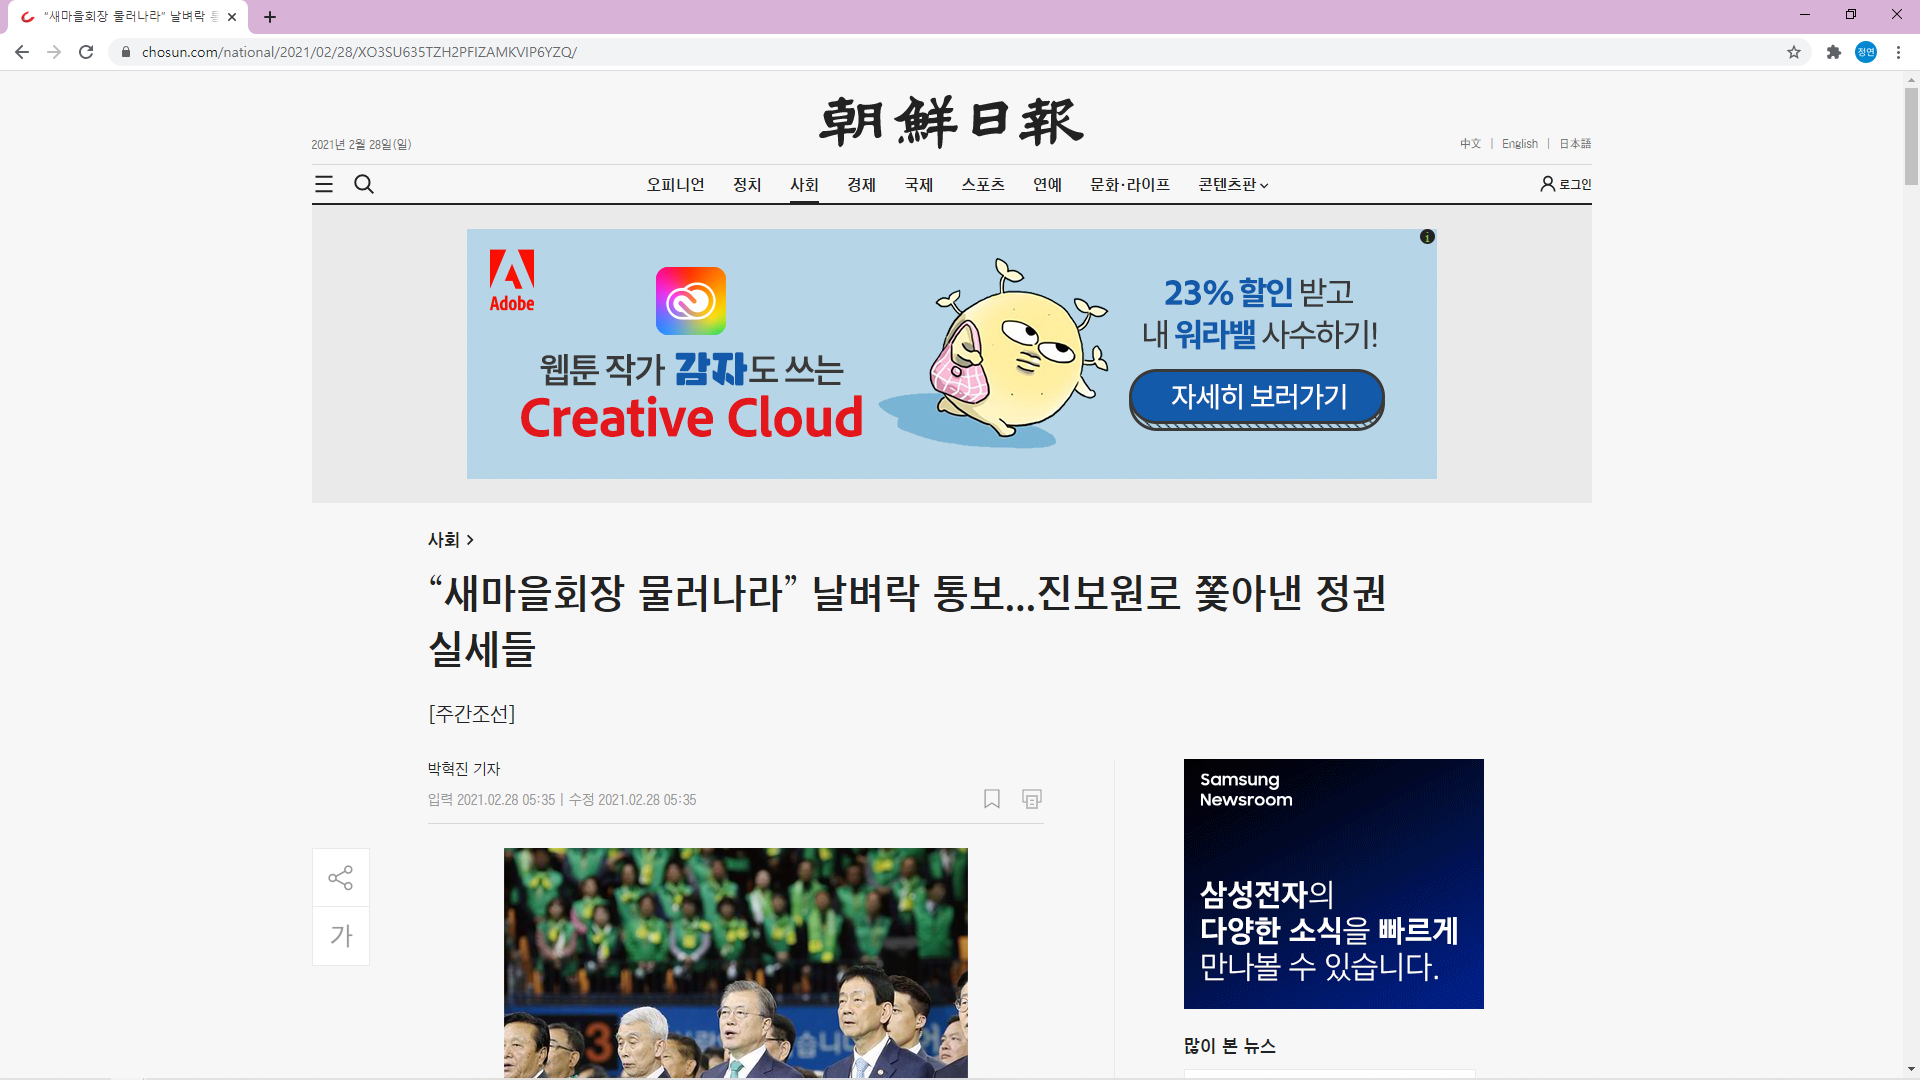 “새마을회장 물러나라” 날벼락 통
chosun.com/national/2021/02/28/XO3SU635TZH2PFIZAMKVIP6YZQ/
정연
朝鮮日報
2021년 2월 28일(일)
中文 | English | 日本語
오피니언 정치 사회 경제 국제 스포츠 연예 문화·라이프 콘텐츠판
로그인
Adobe
웹툰 작가 감자도 쓰는
Creative Cloud
23% 할인 받고
내 워라밸 사수하기!
자세히 보러가기
사회 >
“새마을회장 물러나라” 날벼락 통보...진보원로 쫓아낸 정권
실세들
[주간조선]
박혁진 기자
입력 2021.02.28 05:35 | 수정 2021.02.28 05:35
가
3
습니
Samsung
Newsroom
삼성전자의
다양한 소식을 빠르게
만나볼 수 있습니다.
많이 본 뉴스